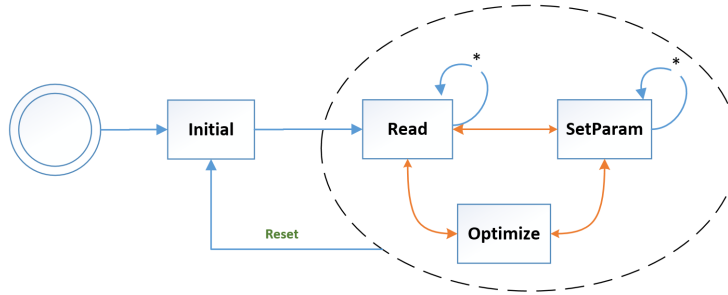 *
*
Initial
Read
SetParam
Reset
Optimize